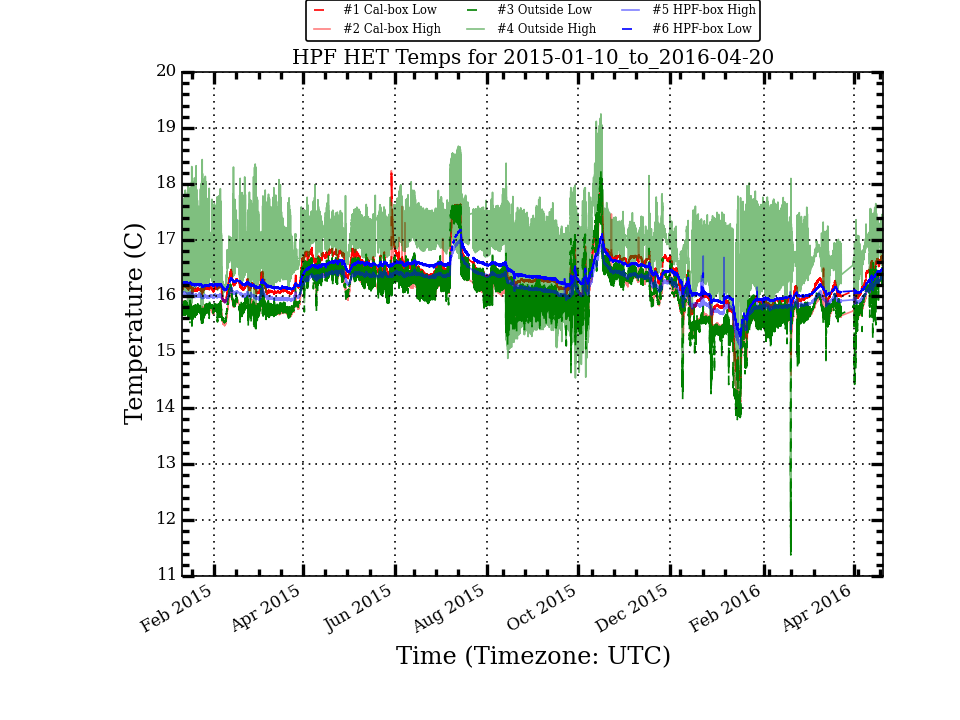 #1 Cal-box Low #3 Outside Low #5 HPF-box High
#2 Cal-box High #4 Outside High #6 HPF-box Low
HPF HET Temps for 2015-01-10_to_2016-04-20
20
19
18
17
16
15
14
13
12
11
Temperature (C)
Feb 2015 Apr 2015 Jun 2015 Aug 2015 Oct 2015 Dec 2015 Feb 2016 Apr 2016
Time (Timezone: UTC)